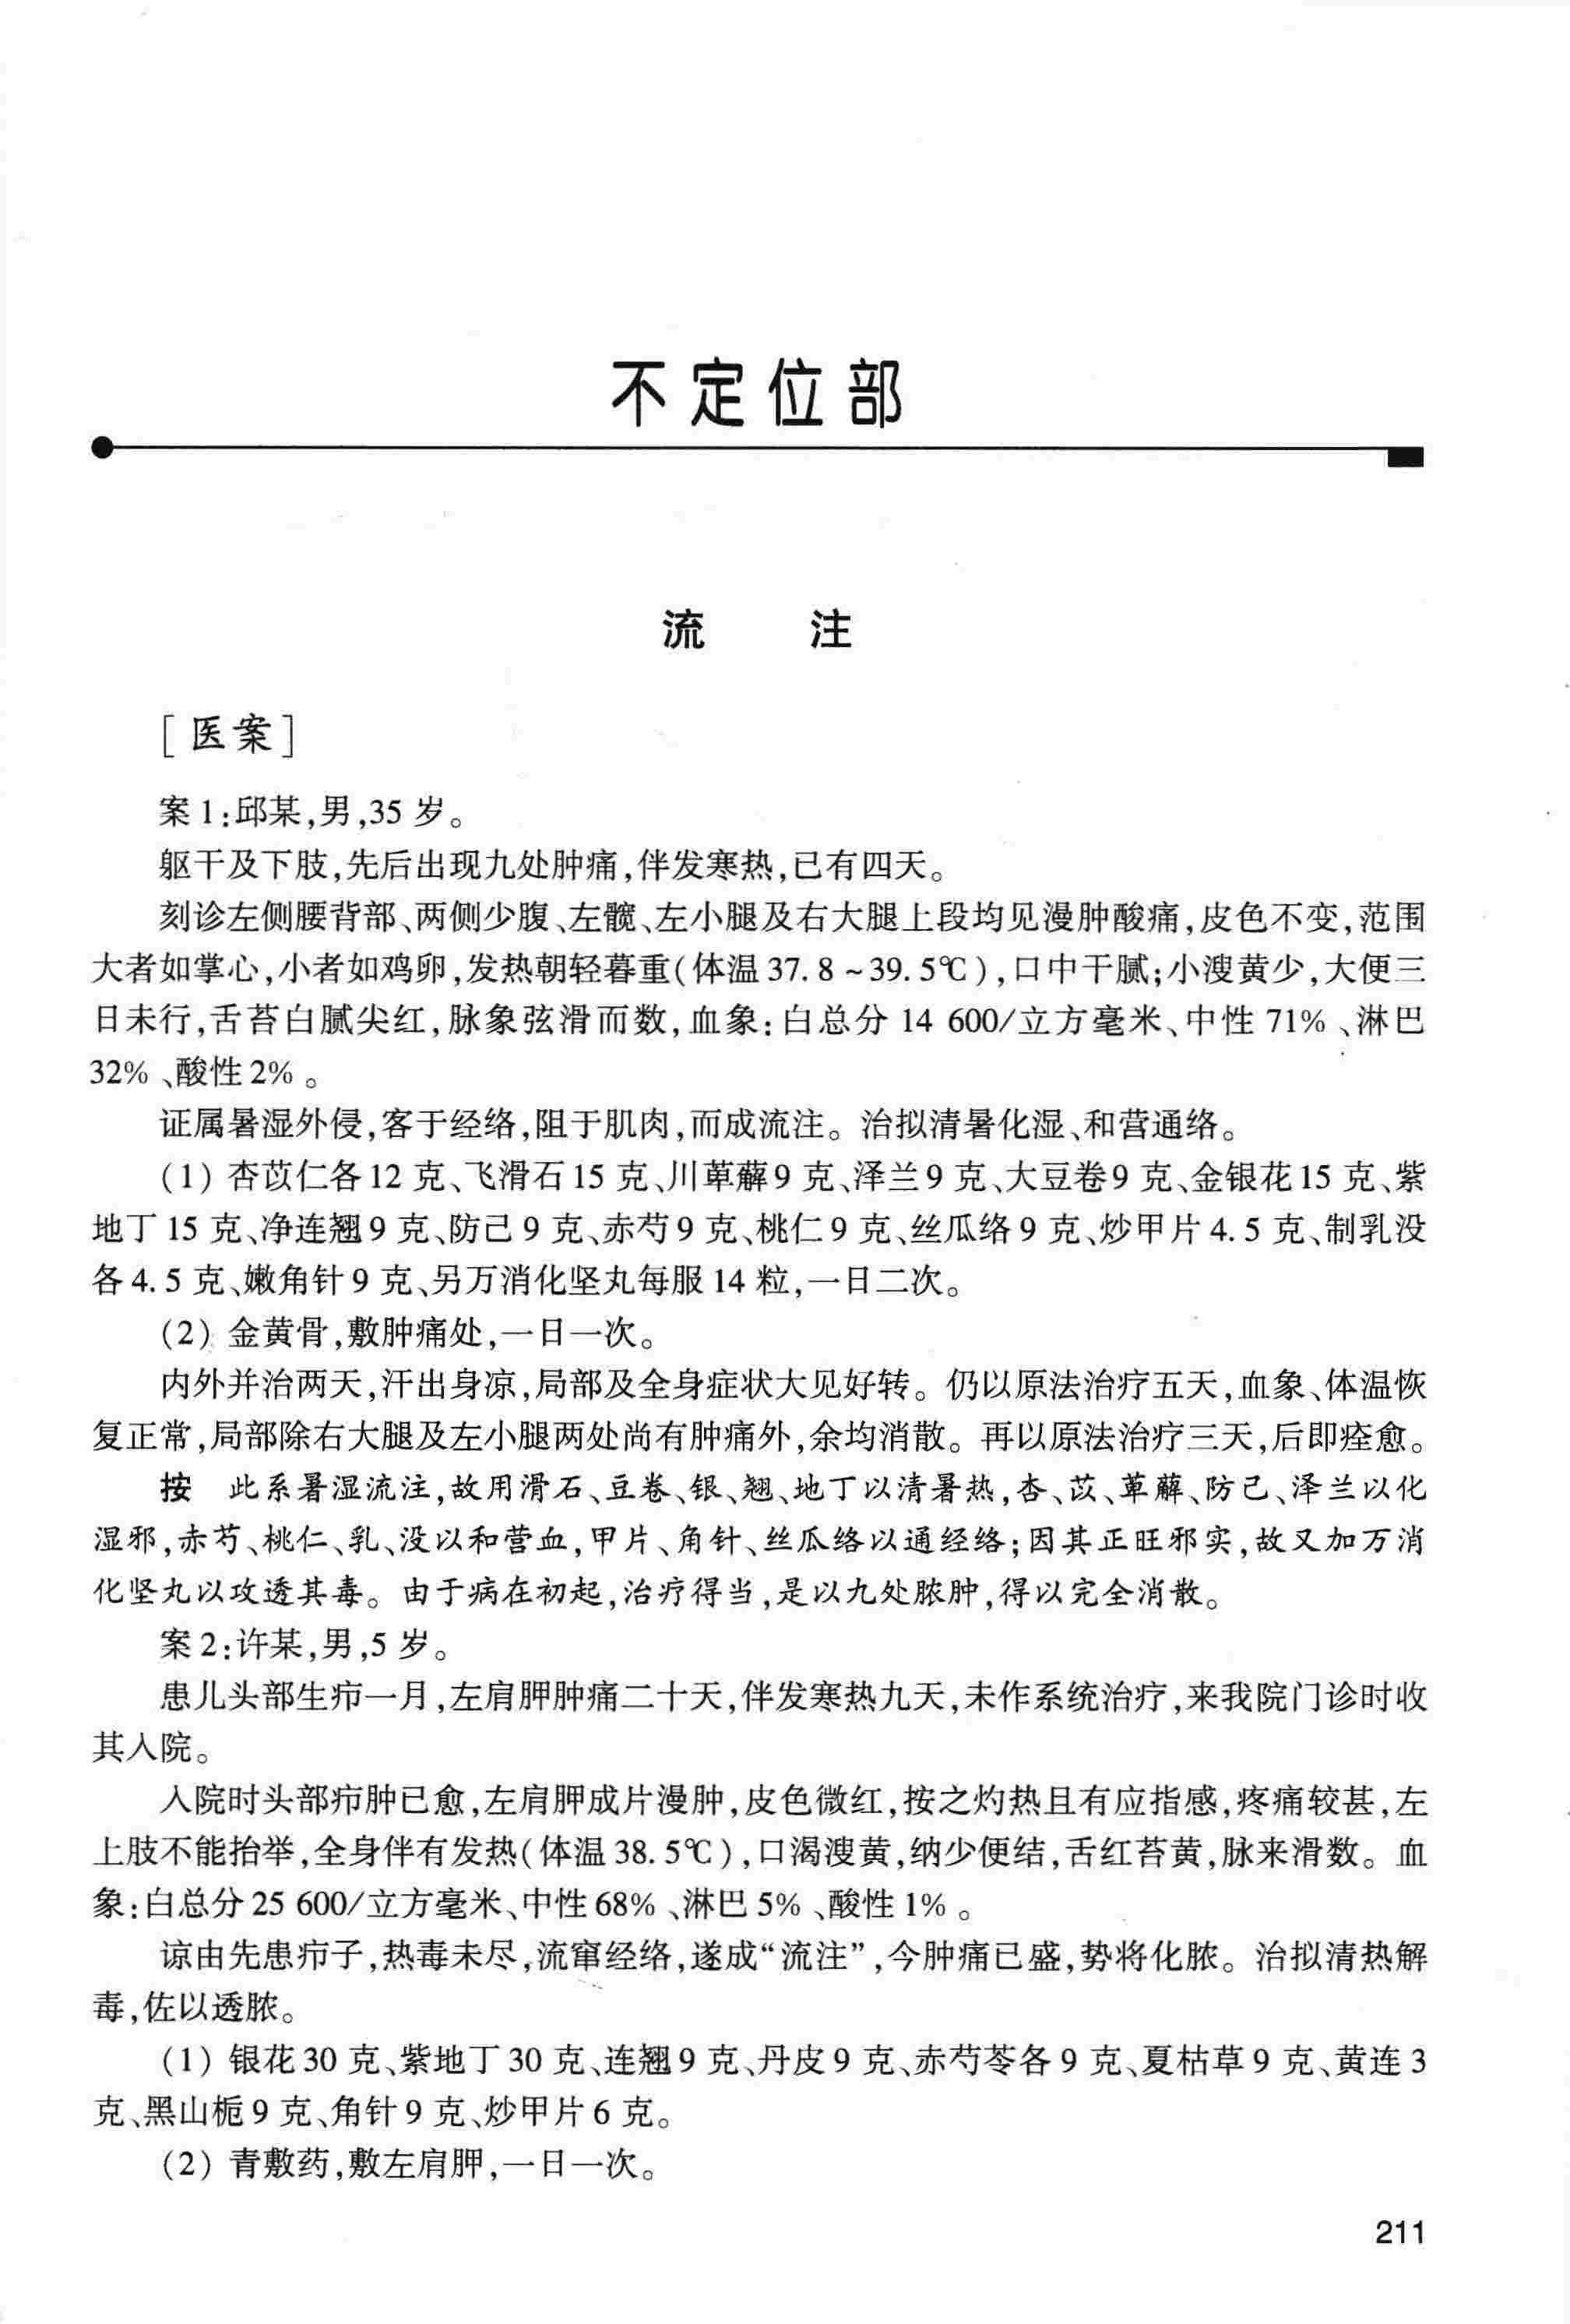 不定位部
流 注
［医案］
案1:邱某,男,35岁。
躯干及下肢,先后出现九处肿痛,伴发寒热,已有四天。
刻诊左侧腰背部、两侧少腹、左髋、左小腿及右大腿上段均见漫肿酸痛,皮色不变,范围
大者如掌心,小者如鸡卵,发热朝轻暮重(体温37.8~39.5℃),口中干腻;小溲黄少,大便三
日未行,舌苔白腻尖红,脉象弦滑而数,血象:白总分 14 600/立方毫米、中性 71%、淋巴
32%、酸性2%。
证属暑湿外侵,客于经络,阻于肌肉,而成流注。治拟清暑化湿、和营通络。
(1) 杏苡仁各12克、飞滑石15克、川萆薢9克、泽兰9克、大豆卷9克、金银花15克、紫
地丁15克、净连翘9克、防己9克、赤芍9克、桃仁9克、丝瓜络9克、炒甲片4.5克、制乳没
各4.5克、嫩角针9克、另万消化坚丸每服14粒,一日二次。
(2) 金黄骨,敷肿痛处,一日一次。
内外并治两天,汗出身凉,局部及全身症状大见好转。仍以原法治疗五天,血象、体温恢
复正常,局部除右大腿及左小腿两处尚有肿痛外,余均消散。再以原法治疗三天,后即痊愈。
按 此系暑湿流注,故用滑石、豆卷、银、翘、地丁以清暑热,杏、苡、萆薢、防己、泽兰以化
湿邪,赤芍、桃仁、乳、没以和营血,甲片、角针、丝瓜络以通经络;因其正旺邪实,故又加万消
化坚丸以攻透其毒。由于病在初起,治疗得当,是以九处脓肿,得以完全消散。
案2:许某,男,5岁。
患儿头部生疖一月,左肩胛肿痛二十天,伴发寒热九天,未作系统治疗,来我院门诊时收
其入院。
入院时头部疖肿已愈,左肩胛成片漫肿,皮色微红,按之灼热且有应指感,疼痛较甚,左
上肢不能抬举,全身伴有发热(体温38.5℃),口渴溲黄,纳少便结,舌红苔黄,脉来滑数。血
象:白总分25 600/立方毫米、中性68%、淋巴5%、酸性1%。
谅由先患疖子,热毒未尽,流窜经络,遂成“流注”,今肿痛已盛,势将化脓。治拟清热解
毒,佐以透脓。
(1) 银花30克、紫地丁30克、连翘9克、丹皮9克、赤芍苓各9克、夏枯草9克、黄连3
克、黑山栀9克、角针9克、炒甲片6克。
(2) 青敷药,敷左肩胛,一日一次。
211